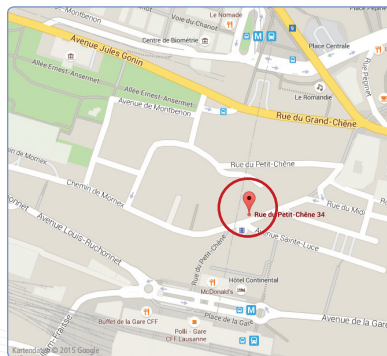 Avenue de Montbenon
Le Nomade
Voie du Chariot
Centre de Biométrie
M
Place Centrale
Avenue Jules Gonin
Allée Ernest-Ansermet
Allée Ernest-Ansermet
Avenue de Montbenon
Le Romandie
Rue du Grand-Chêne
Rue Pépinet
Rue du Petit-Chêne
Chemin de Mornex
Rue du Petit-Chêne 34
Rue du Midi
Avenue Sainte-Luce
Avenue Louis-Ruchonnet
Rue du Petit-Chêne
Hôtel Continental
McDonald's
M
Place de la Gare
Avenue de la Gare
Buffet de la Gare CFF
Polli - Gare
CFF Lausanne
Kartendaten © 2015 Google